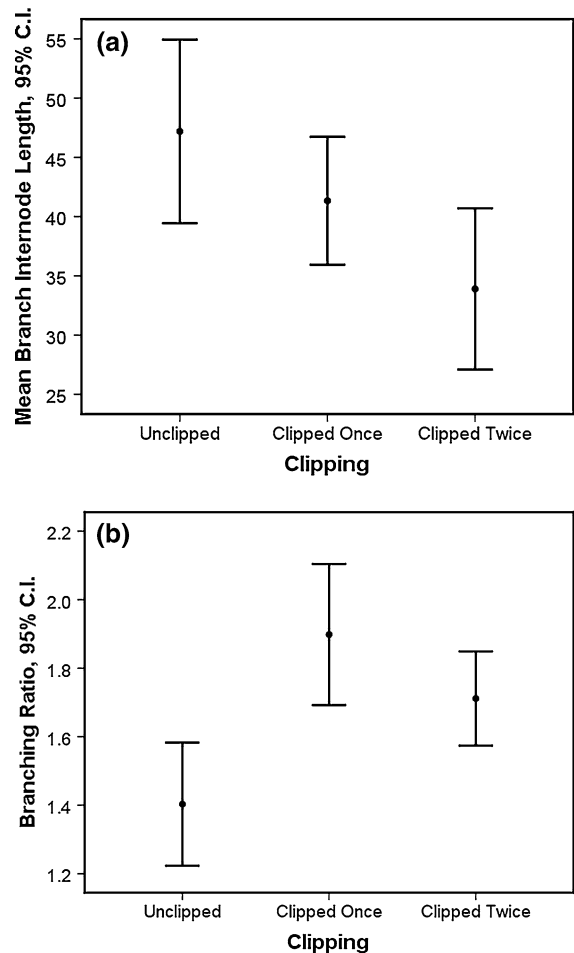 (a)
Mean Branch Internode Length, 95% C.I.
55
50
45
40
35
30
25
Unclipped Clipped Once Clipped Twice
Clipping
(b)
Branching Ratio, 95% C.I.
2.2
2.0
1.8
1.6
1.4
1.2
Unclipped Clipped Once Clipped Twice
Clipping